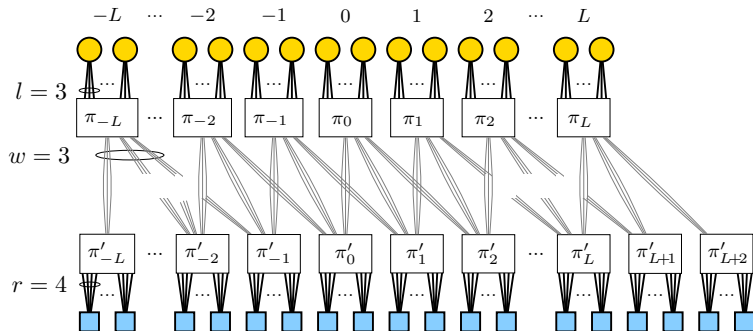 −L ... −2 −1 0 1 2 ... L
... ... ... ... ... ... ...
l = 3
π₋L ... π₋₂ π₋₁ π₀ π₁ π₂ ... πL
w = 3
π′₋L ... π′₋₂ π′₋₁ π′₀ π′₁ π′₂ ... π′L π′L+1 π′L+2
r = 4
... ... ... ... ... ... ... ... ...